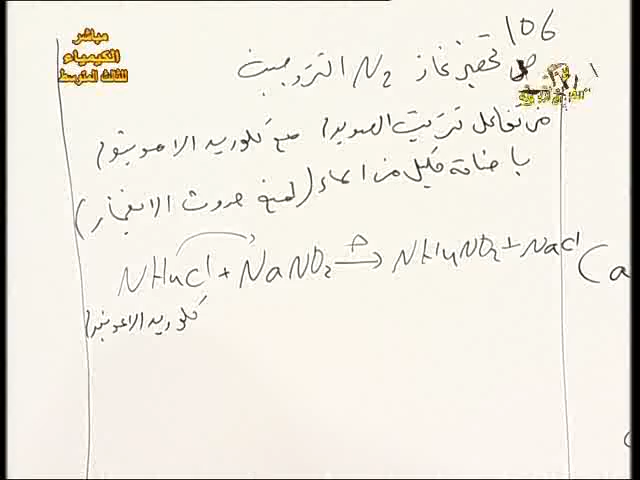 مباشر
الكيمياء
للثالث المتوسط
106
تحضير غاز N₂ النتروجين
من تفاعل نتريت الصوديوم مع كلوريد الامونيوم
باضافة قليل من الماء (لمنع حدوث الانفجار)
NH₄Cl + NaNO₂ →Δ NH₄NO₂ + NaCl (a
كلوريد الامونيوم